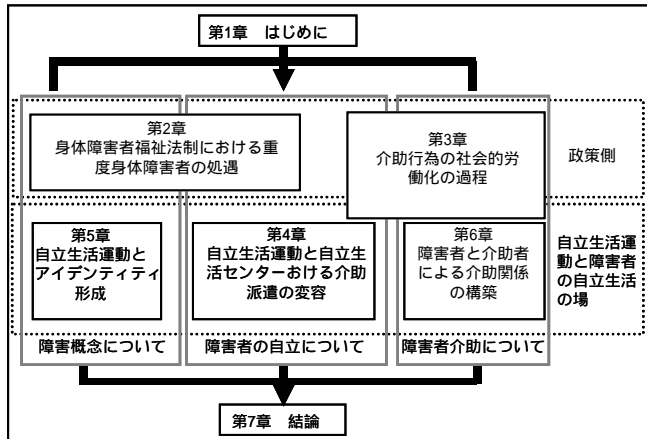 第1章　はじめに
第2章
身体障害者福祉法制における重
度身体障害者の処遇
第3章
介助行為の社会的労
働化の過程
政策側
第5章
自立生活運動と
アイデンティティ
形成
第4章
自立生活運動と自立生
活センターおける介助
派遣の変容
第6章
障害者と介助者
による介助関係
の構築
自立生活運
動と障害者
の自立生活
の場
障害概念について
障害者の自立について
障害者介助について
第7章　結論